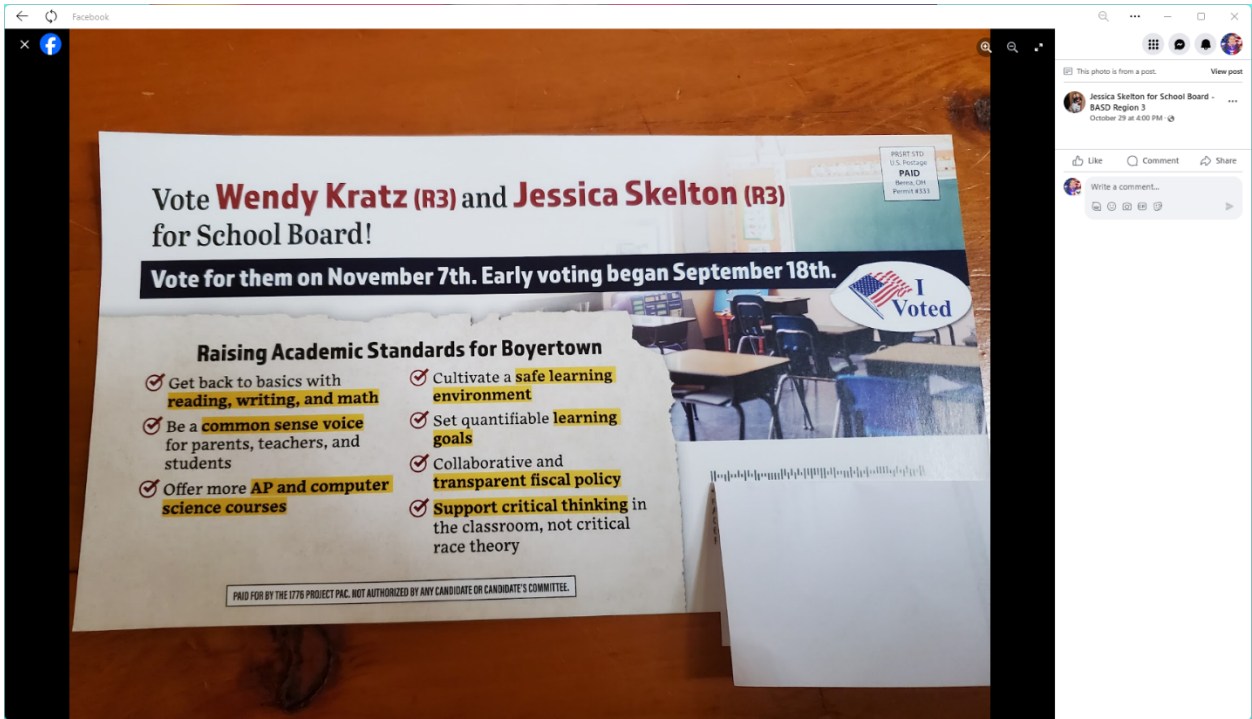 Facebook
This photo is from a post.
View post
Jessica Skelton for School Board -
BASD Region 3
October 29 at 4:00 PM ·
Like
Comment
Share
Write a comment...
PRSRT STD
U.S. Postage
PAID
Berne, OH
Permit #333
Vote Wendy Kratz (R3) and Jessica Skelton (R3)
for School Board!
Vote for them on November 7th. Early voting began September 18th.
I
Voted
Raising Academic Standards for Boyertown
Get back to basics with
reading, writing, and math
Be a common sense voice
for parents, teachers, and
students
Offer more AP and computer
science courses
Cultivate a safe learning
environment
Set quantifiable learning
goals
Collaborative and
transparent fiscal policy
Support critical thinking in
the classroom, not critical
race theory
PAID FOR BY THE 1776 PROJECT PAC. NOT AUTHORIZED BY ANY CANDIDATE OR CANDIDATE'S COMMITTEE.